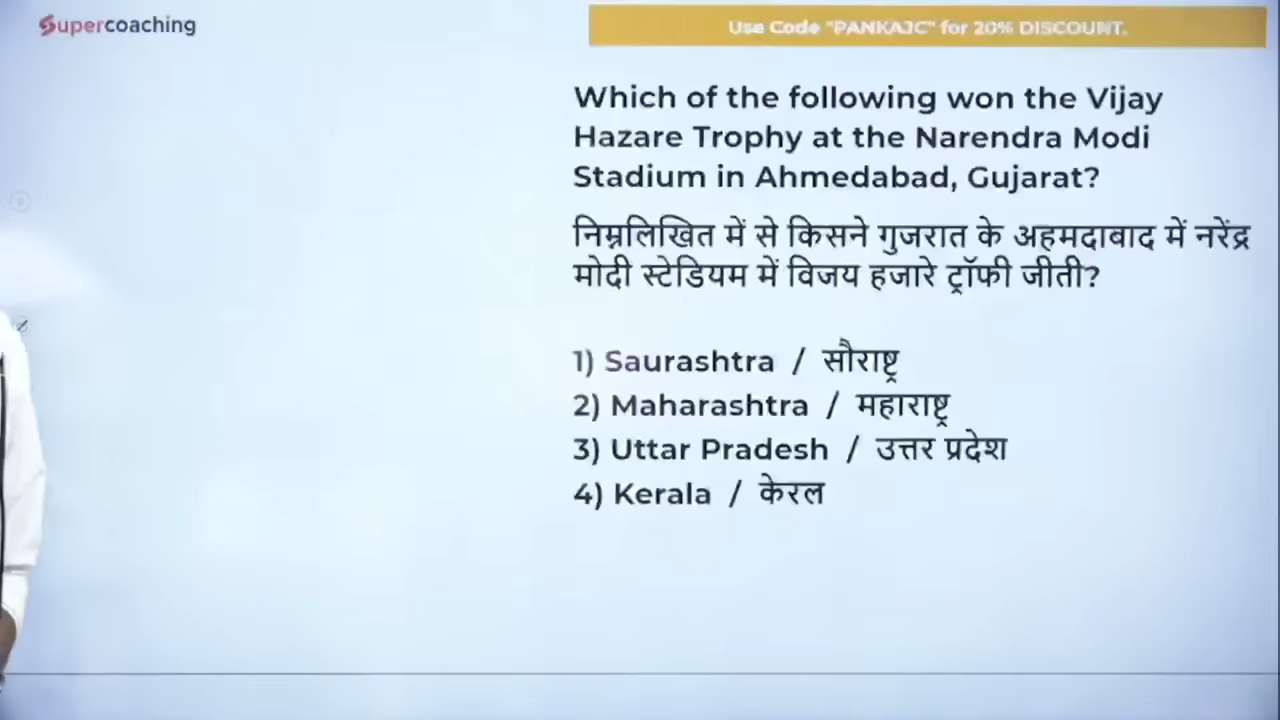 Supercoaching
Use Code "PANKAJC" for 20% DISCOUNT.
Which of the following won the Vijay
Hazare Trophy at the Narendra Modi
Stadium in Ahmedabad, Gujarat?
निम्नलिखित में से किसने गुजरात के अहमदाबाद में नरेंद्र
मोदी स्टेडियम में विजय हजारे ट्रॉफी जीती?
1) Saurashtra / सौराष्ट्र
2) Maharashtra / महाराष्ट्र
3) Uttar Pradesh / उत्तर प्रदेश
4) Kerala / केरल